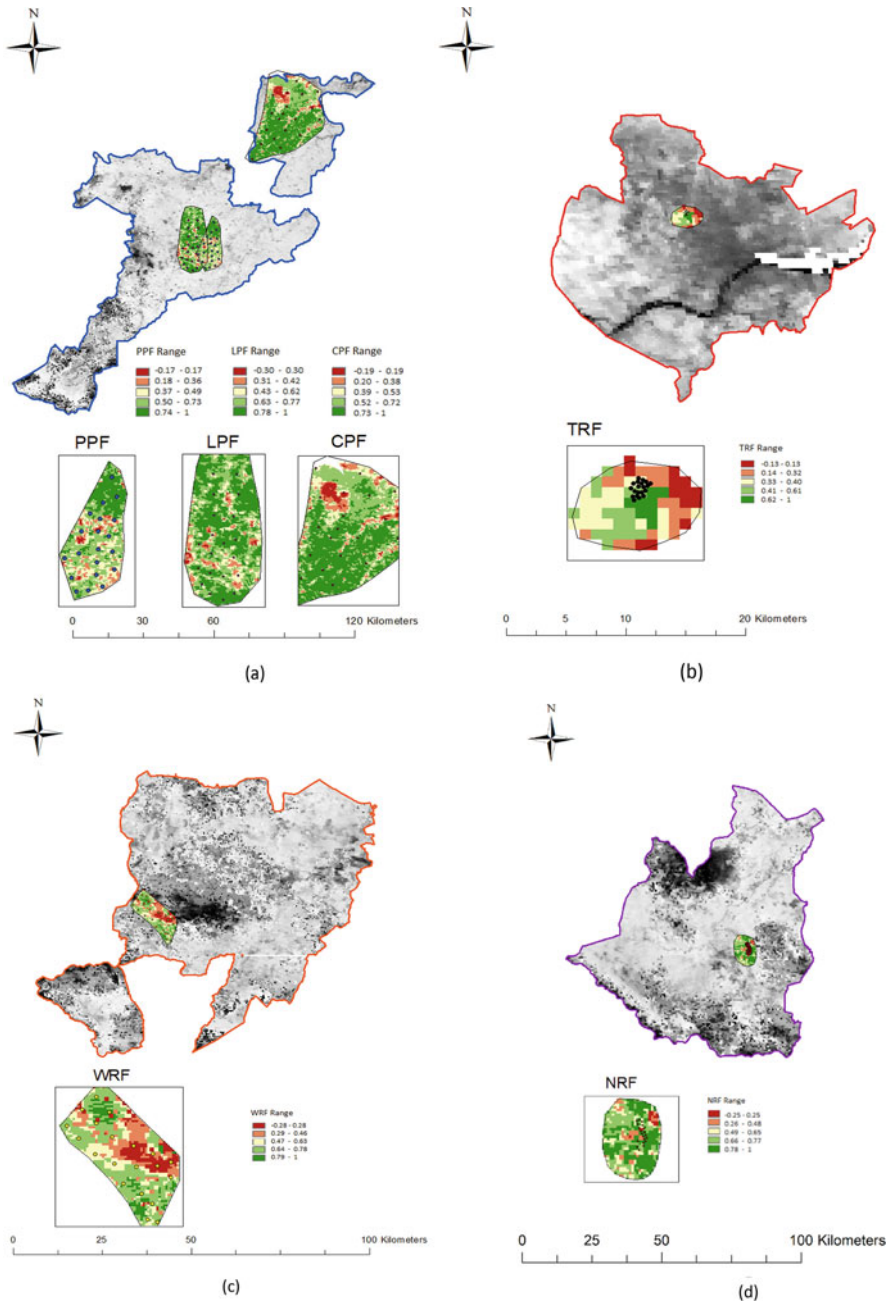 N
PPF Range
-0.17 - 0.17
0.18 - 0.36
0.37 - 0.49
0.50 - 0.73
0.74 - 1
LPF Range
-0.30 - 0.30
0.31 - 0.42
0.43 - 0.62
0.63 - 0.77
0.78 - 1
CPF Range
-0.19 - 0.19
0.20 - 0.38
0.39 - 0.53
0.52 - 0.72
0.73 - 1
PPF LPF CPF
0 30 60 120 Kilometers
(a)
N
TRF
TRF Range
-0.13 - 0.13
0.14 - 0.32
0.33 - 0.40
0.41 - 0.61
0.62 - 1
0 5 10 20 Kilometers
(b)
N
WRF
WRF Range
-0.28 - 0.28
0.29 - 0.46
0.47 - 0.63
0.64 - 0.78
0.79 - 1
0 25 50 100 Kilometers
(c)
N
NRF
NRF Range
-0.25 - 0.25
0.26 - 0.48
0.49 - 0.65
0.66 - 0.77
0.78 - 1
0 25 50 100 Kilometers
(d)